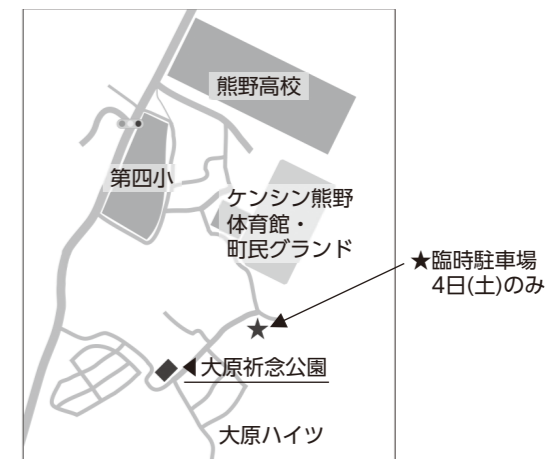 熊野高校
第四小
ケンシン熊野
体育館・
町民グランド
★臨時駐車場
4日(土)のみ
★
◀大原祈念公園
大原ハイツ